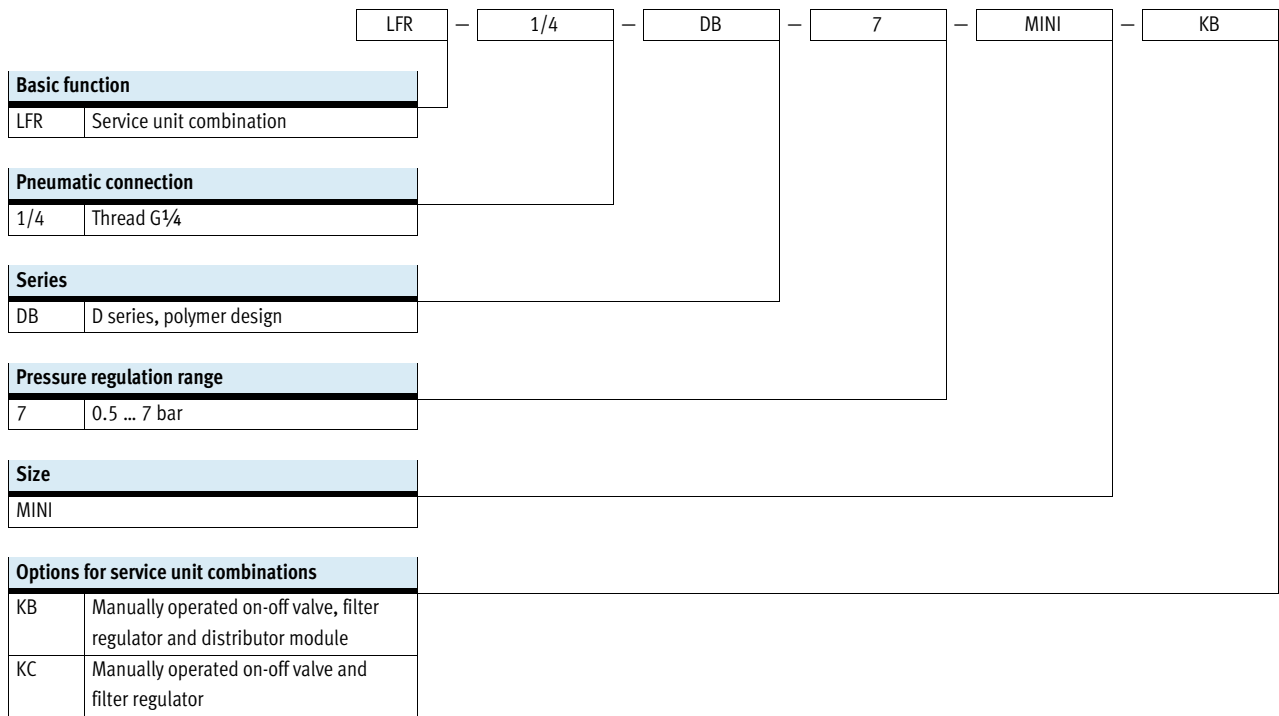 LFR – 1/4 – DB – 7 – MINI – KB
Basic function
LFR Service unit combination
Pneumatic connection
1/4 Thread G¼
Series
DB D series, polymer design
Pressure regulation range
7 0.5 … 7 bar
Size
MINI
Options for service unit combinations
KB Manually operated on-off valve, filter
regulator and distributor module
KC Manually operated on-off valve and
filter regulator